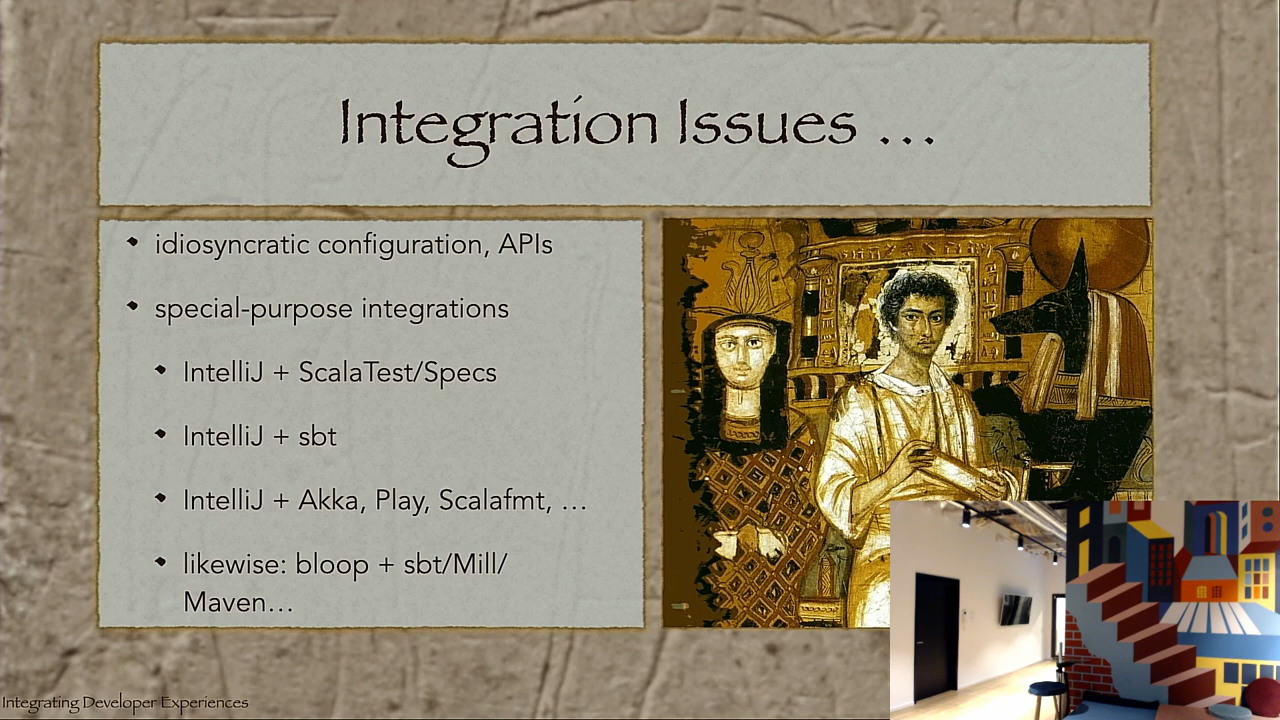 Integration Issues …
idiosyncratic configuration, APIs
special-purpose integrations
IntelliJ + ScalaTest/Specs
IntelliJ + sbt
IntelliJ + Akka, Play, Scalafmt, …
likewise: bloop + sbt/Mill/
Maven…
Integrating Developer Experiences